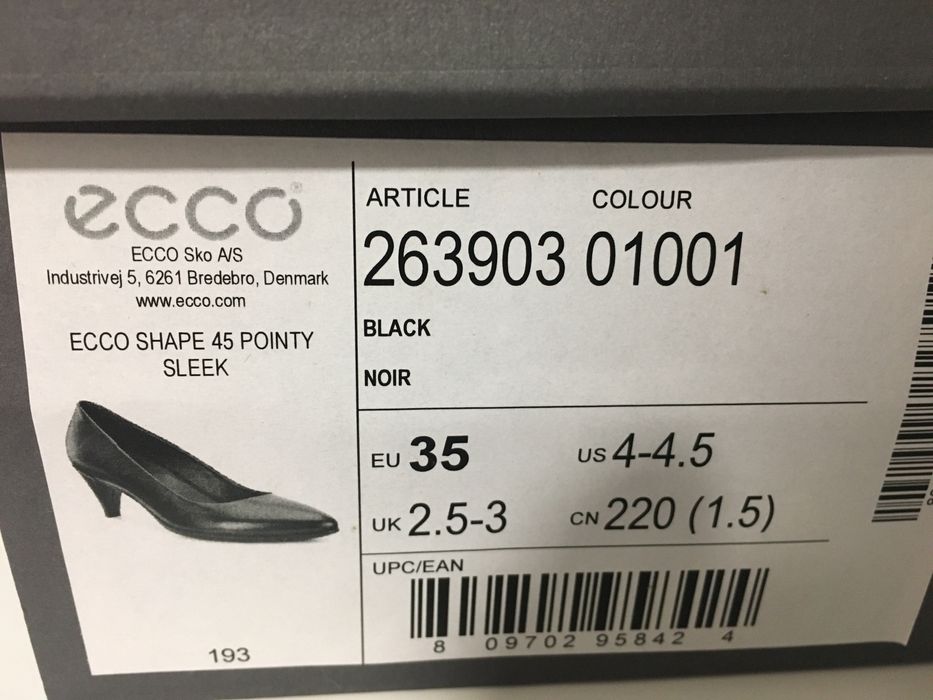 ecco®
ECCO Sko A/S
Industrivej 5, 6261 Bredebro, Denmark
www.ecco.com
ECCO SHAPE 45 POINTY
SLEEK
193
ARTICLE COLOUR
263903 01001
BLACK
NOIR
EU 35 US 4-4.5
UK 2.5-3 CN 220 (1.5)
UPC/EAN
8 09702 95842 4